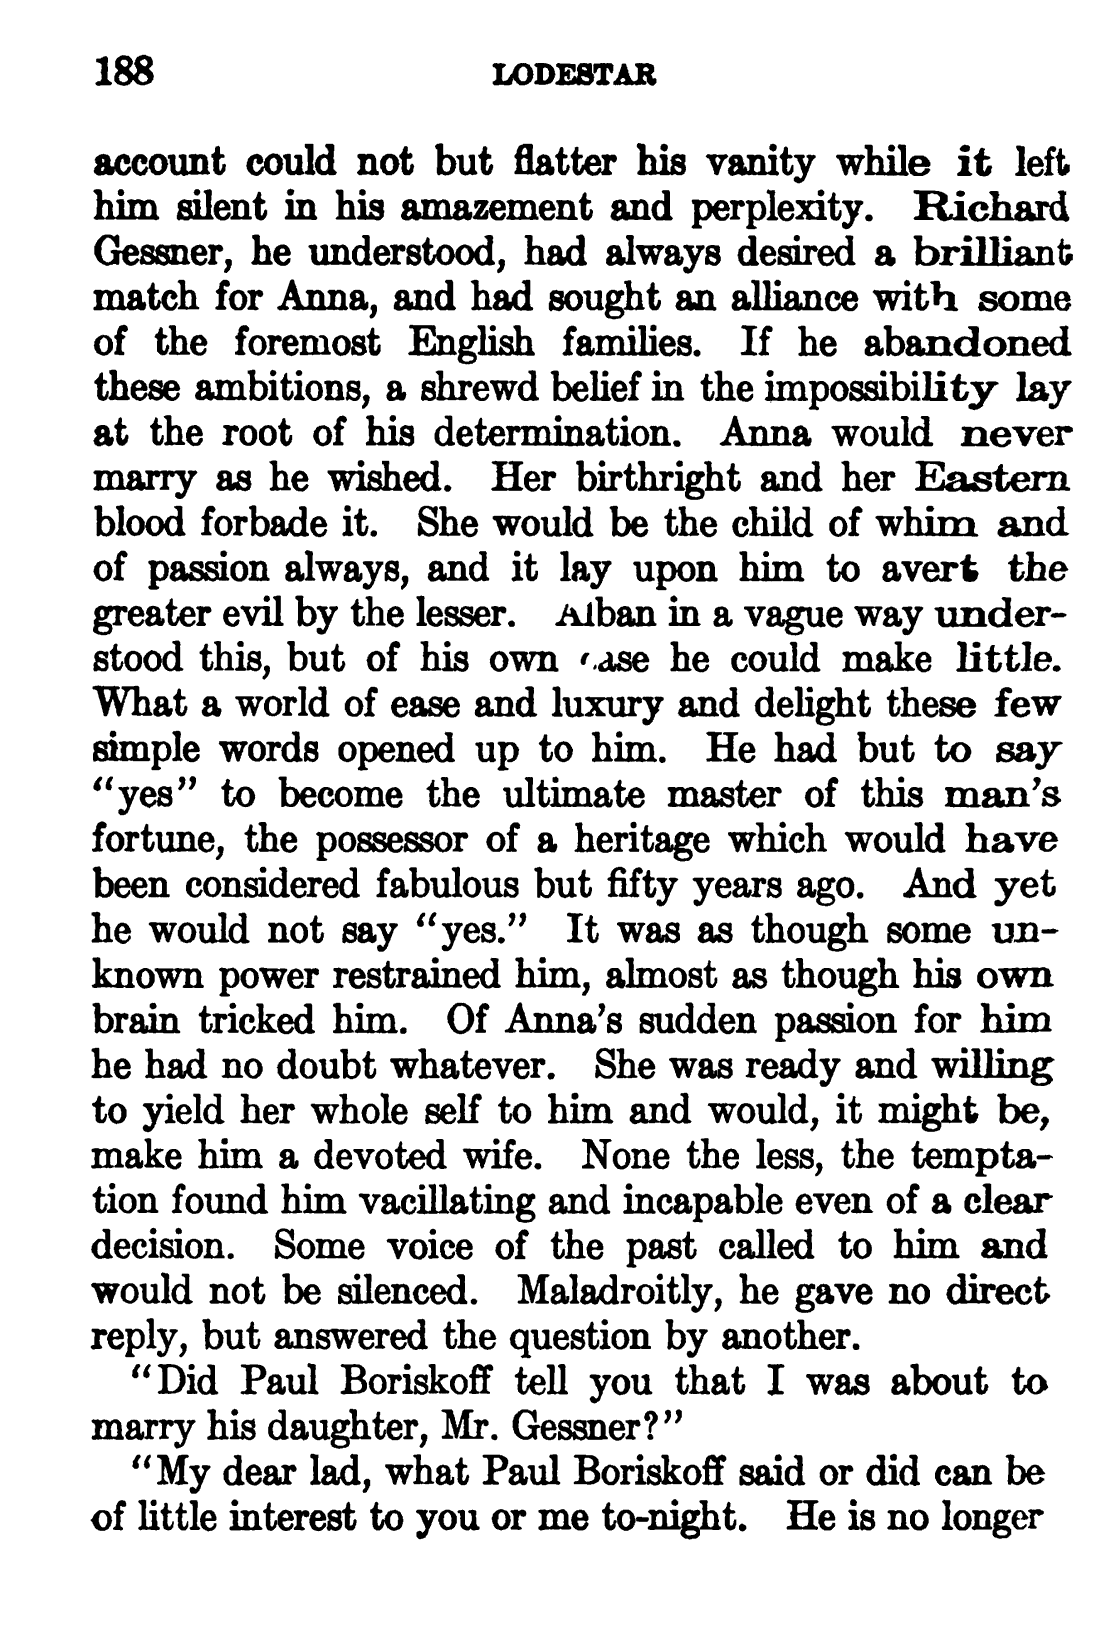 188 LODESTAR
account could not but flatter his vanity while it left
him silent in his amazement and perplexity. Richard
Gessner, he understood, had always desired a brilliant
match for Anna, and had sought an alliance with some
of the foremost English families. If he abandoned
these ambitions, a shrewd belief in the impossibility lay
at the root of his determination. Anna would never
marry as he wished. Her birthright and her Eastern
blood forbade it. She would be the child of whim and
of passion always, and it lay upon him to avert the
greater evil by the lesser. Alban in a vague way under-
stood this, but of his own case he could make little.
What a world of ease and luxury and delight these few
simple words opened up to him. He had but to say
“yes” to become the ultimate master of this man’s
fortune, the possessor of a heritage which would have
been considered fabulous but fifty years ago. And yet
he would not say “yes.” It was as though some un-
known power restrained him, almost as though his own
brain tricked him. Of Anna’s sudden passion for him
he had no doubt whatever. She was ready and willing
to yield her whole self to him and would, it might be,
make him a devoted wife. None the less, the tempta-
tion found him vacillating and incapable even of a clear
decision. Some voice of the past called to him and
would not be silenced. Maladroitly, he gave no direct
reply, but answered the question by another.
“Did Paul Boriskoff tell you that I was about to
marry his daughter, Mr. Gessner?”
“My dear lad, what Paul Boriskoff said or did can be
of little interest to you or me to-night. He is no longer